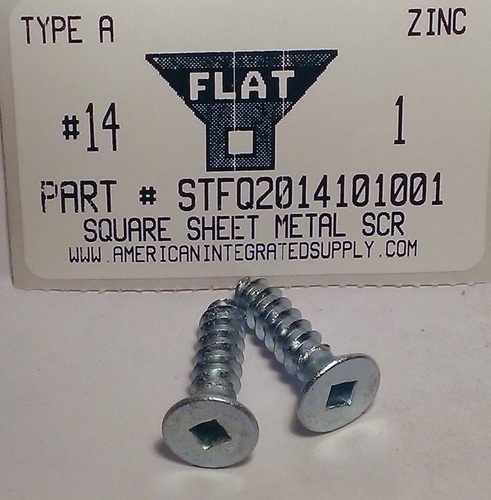 TYPE A
ZINC
FLAT
#14
1
PART # STFQ2014101001
SQUARE SHEET METAL SCR
WWW.AMERICANINTEGRATEDSUPPLY.COM